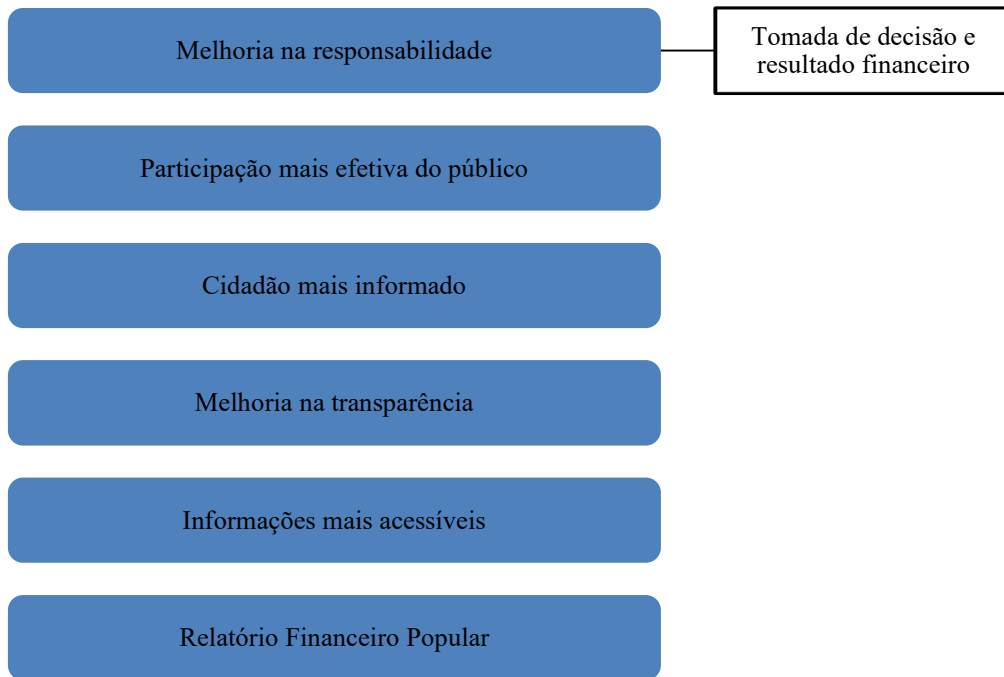 Melhoria na responsabilidade
Tomada de decisão e
resultado financeiro
Participação mais efetiva do público
Cidadão mais informado
Melhoria na transparência
Informações mais acessíveis
Relatório Financeiro Popular